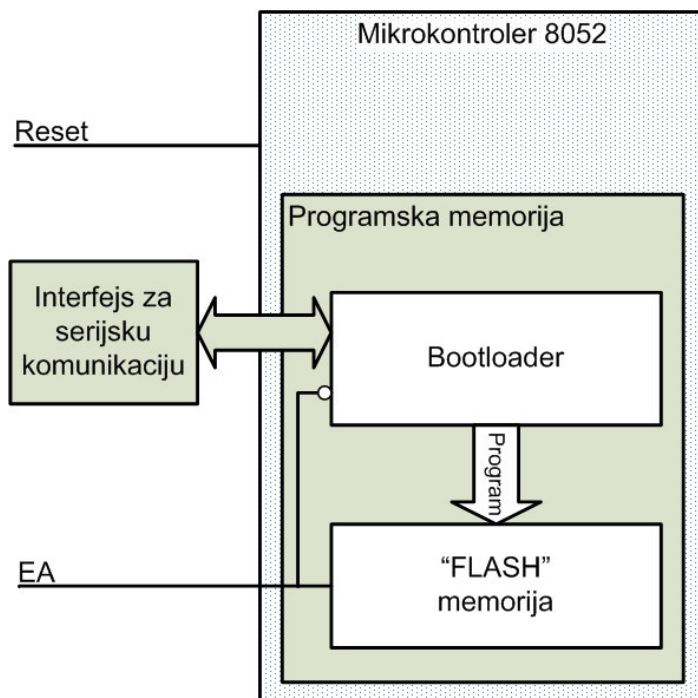 Mikrokontroler 8052
Reset
Programska memorija
Interfejs za
serijsku
komunikaciju
Bootloader
Program
EA
“FLASH”
memorija